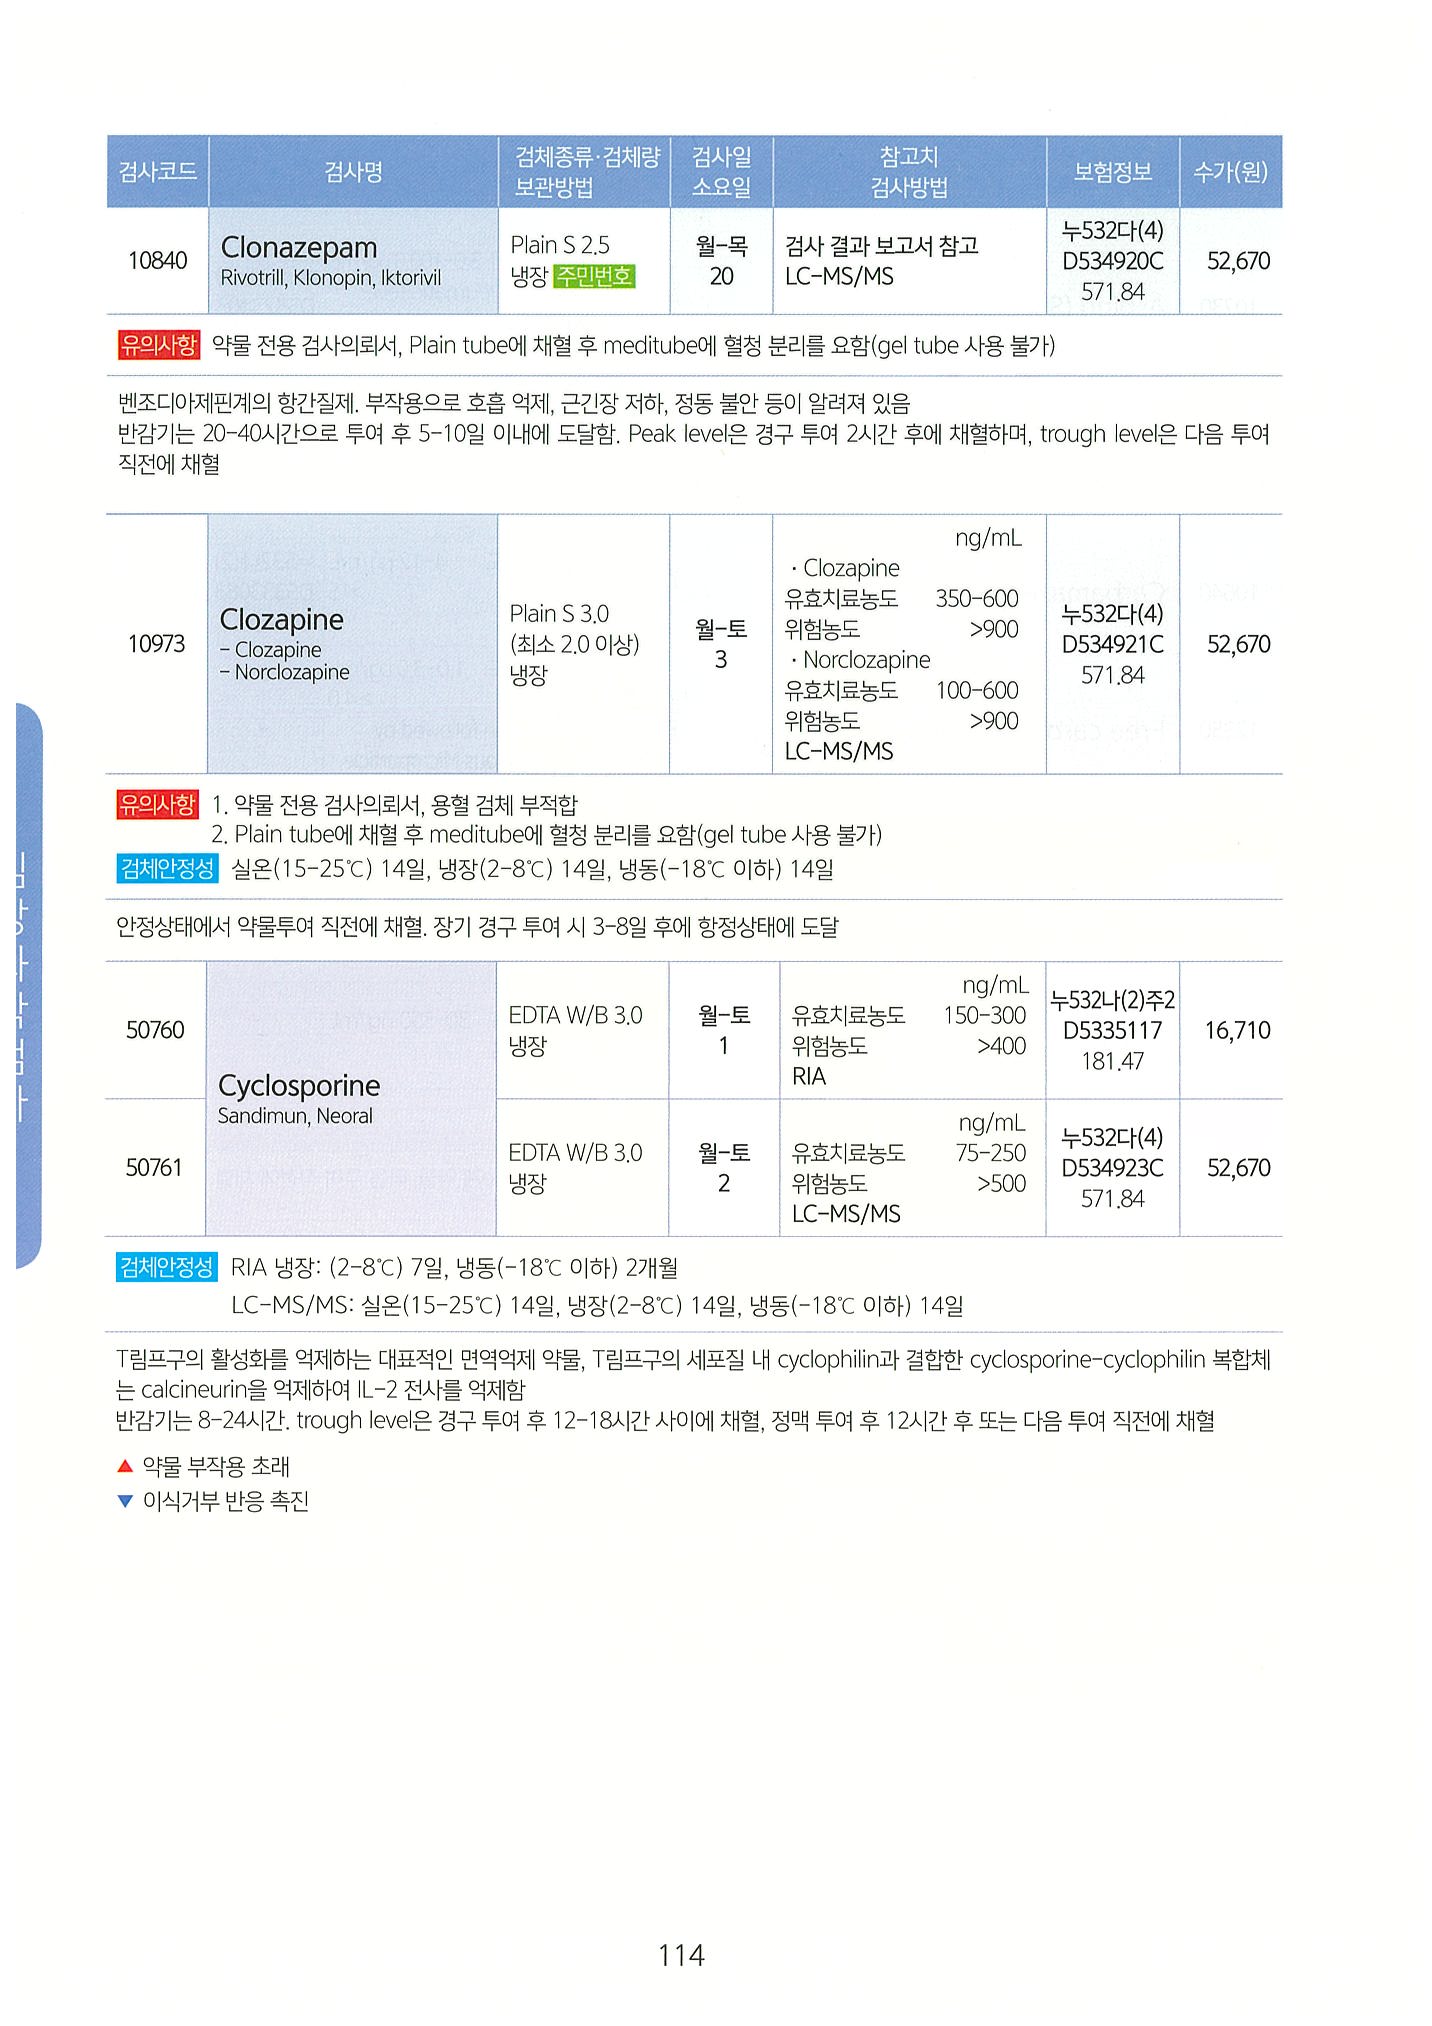 검사코드 검사명 검체종류·검체량 보관방법 검사일 소요일 참고치 검사방법 보험정보 수가(원)
10840
Clonazepam
Rivotrill, Klonopin, Iktorivil
Plain S 2.5
냉장 주민번호
월-목
20
검사 결과 보고서 참고
LC-MS/MS
누532다(4)
D534920C
571.84
52,670
유의사항 약물 전용 검사의뢰서, Plain tube에 채혈 후 meditube에 혈청 분리를 요함(gel tube 사용 불가)
벤조디아제핀계의 항간질제. 부작용으로 호흡 억제, 근긴장 저하, 정동 불안 등이 알려져 있음
반감기는 20-40시간으로 투여 후 5-10일 이내에 도달함. Peak level은 경구 투여 2시간 후에 채혈하며, trough level은 다음 투여
직전에 채혈
10973
Clozapine
- Clozapine
- Norclozapine
Plain S 3.0
(최소 2.0 이상)
냉장
월-토
3
ng/mL
· Clozapine
유효치료농도 350-600
위험농도 >900
· Norclozapine
유효치료농도 100-600
위험농도 >900
LC-MS/MS
누532다(4)
D534921C
571.84
52,670
유의사항 1. 약물 전용 검사의뢰서, 용혈 검체 부적합
2. Plain tube에 채혈 후 meditube에 혈청 분리를 요함(gel tube 사용 불가)
검체안정성 실온(15-25℃) 14일, 냉장(2-8℃) 14일, 냉동(-18℃ 이하) 14일
안정상태에서 약물투여 직전에 채혈. 장기 경구 투여 시 3-8일 후에 항정상태에 도달
50760
Cyclosporine
Sandimun, Neoral
EDTA W/B 3.0
냉장
월-토
1
ng/mL
유효치료농도 150-300
위험농도 >400
RIA
누532나(2)주2
D5335117
181.47
16,710
50761
EDTA W/B 3.0
냉장
월-토
2
ng/mL
유효치료농도 75-250
위험농도 >500
LC-MS/MS
누532다(4)
D534923C
571.84
52,670
검체안정성 RIA 냉장: (2-8℃) 7일, 냉동(-18℃ 이하) 2개월
LC-MS/MS: 실온(15-25℃) 14일, 냉장(2-8℃) 14일, 냉동(-18℃ 이하) 14일
T림프구의 활성화를 억제하는 대표적인 면역억제 약물, T림프구의 세포질 내 cyclophilin과 결합한 cyclosporine-cyclophilin 복합체
는 calcineurin을 억제하여 IL-2 전사를 억제함
반감기는 8-24시간. trough level은 경구 투여 후 12-18시간 사이에 채혈, 정맥 투여 후 12시간 후 또는 다음 투여 직전에 채혈
▲ 약물 부작용 초래
▼ 이식거부 반응 촉진
114